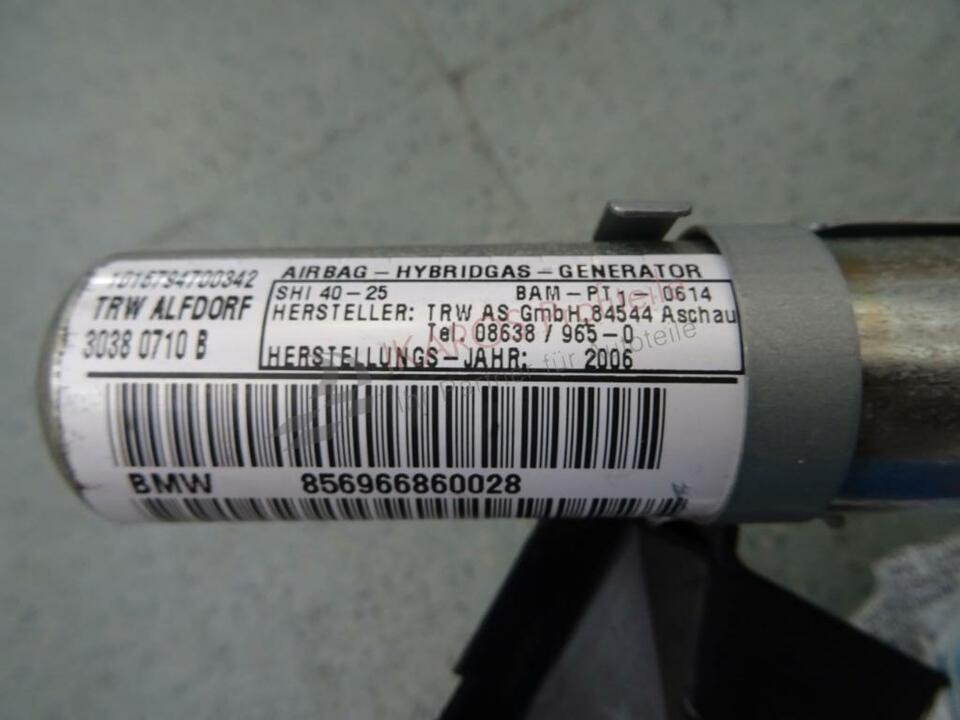 1015794700342
TRW ALFDORF
3038 0710 B
AIRBAG-HYBRIDGAS-GENERATOR
SHI 40-25 BAM-PT 0614
HERSTELLER: TRW AS GmbH,84544 Aschau
Tel 08638 / 965-0
HERSTELLUNGS-JAHR: 2006
BMW 856966860028